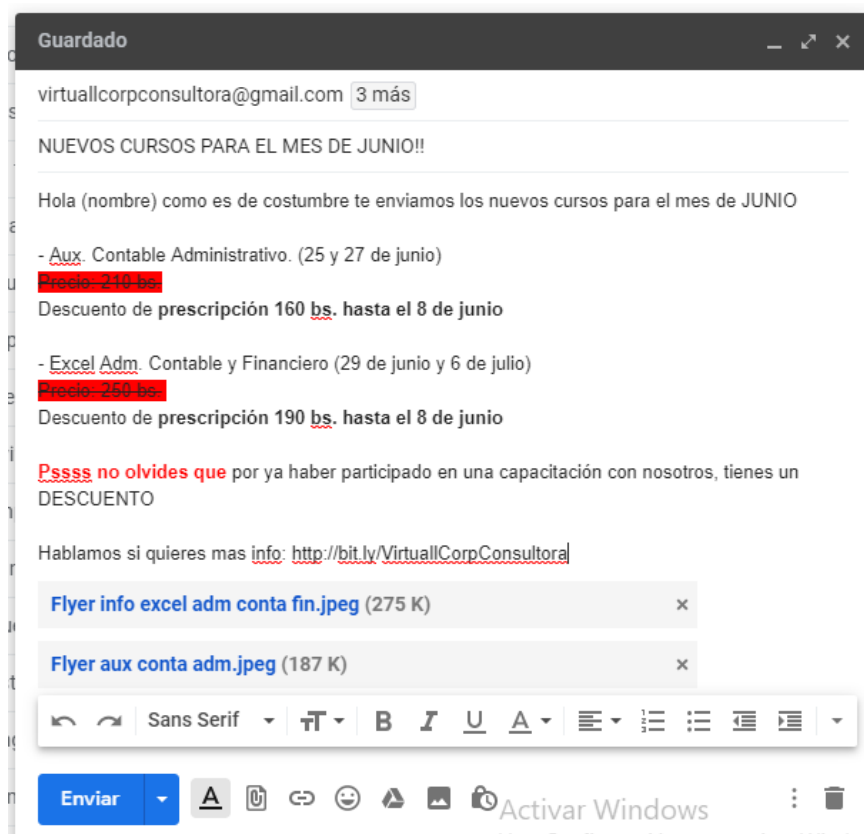 Guardado
virtuallcorpconsultora@gmail.com 3 más
NUEVOS CURSOS PARA EL MES DE JUNIO!!
Hola (nombre) como es de costumbre te enviamos los nuevos cursos para el mes de JUNIO
- Aux. Contable Administrativo. (25 y 27 de junio)
Precio: 210 bs.
Descuento de prescripción 160 bs. hasta el 8 de junio
- Excel Adm. Contable y Financiero (29 de junio y 6 de julio)
Precio: 250 bs.
Descuento de prescripción 190 bs. hasta el 8 de junio
Pssss no olvides que por ya haber participado en una capacitación con nosotros, tienes un
DESCUENTO
Hablamos si quieres mas info: http://bit.ly/VirtuallCorpConsultora
Flyer info excel adm conta fin.jpeg (275 K)
Flyer aux conta adm.jpeg (187 K)
Sans Serif
Enviar
Activar Windows